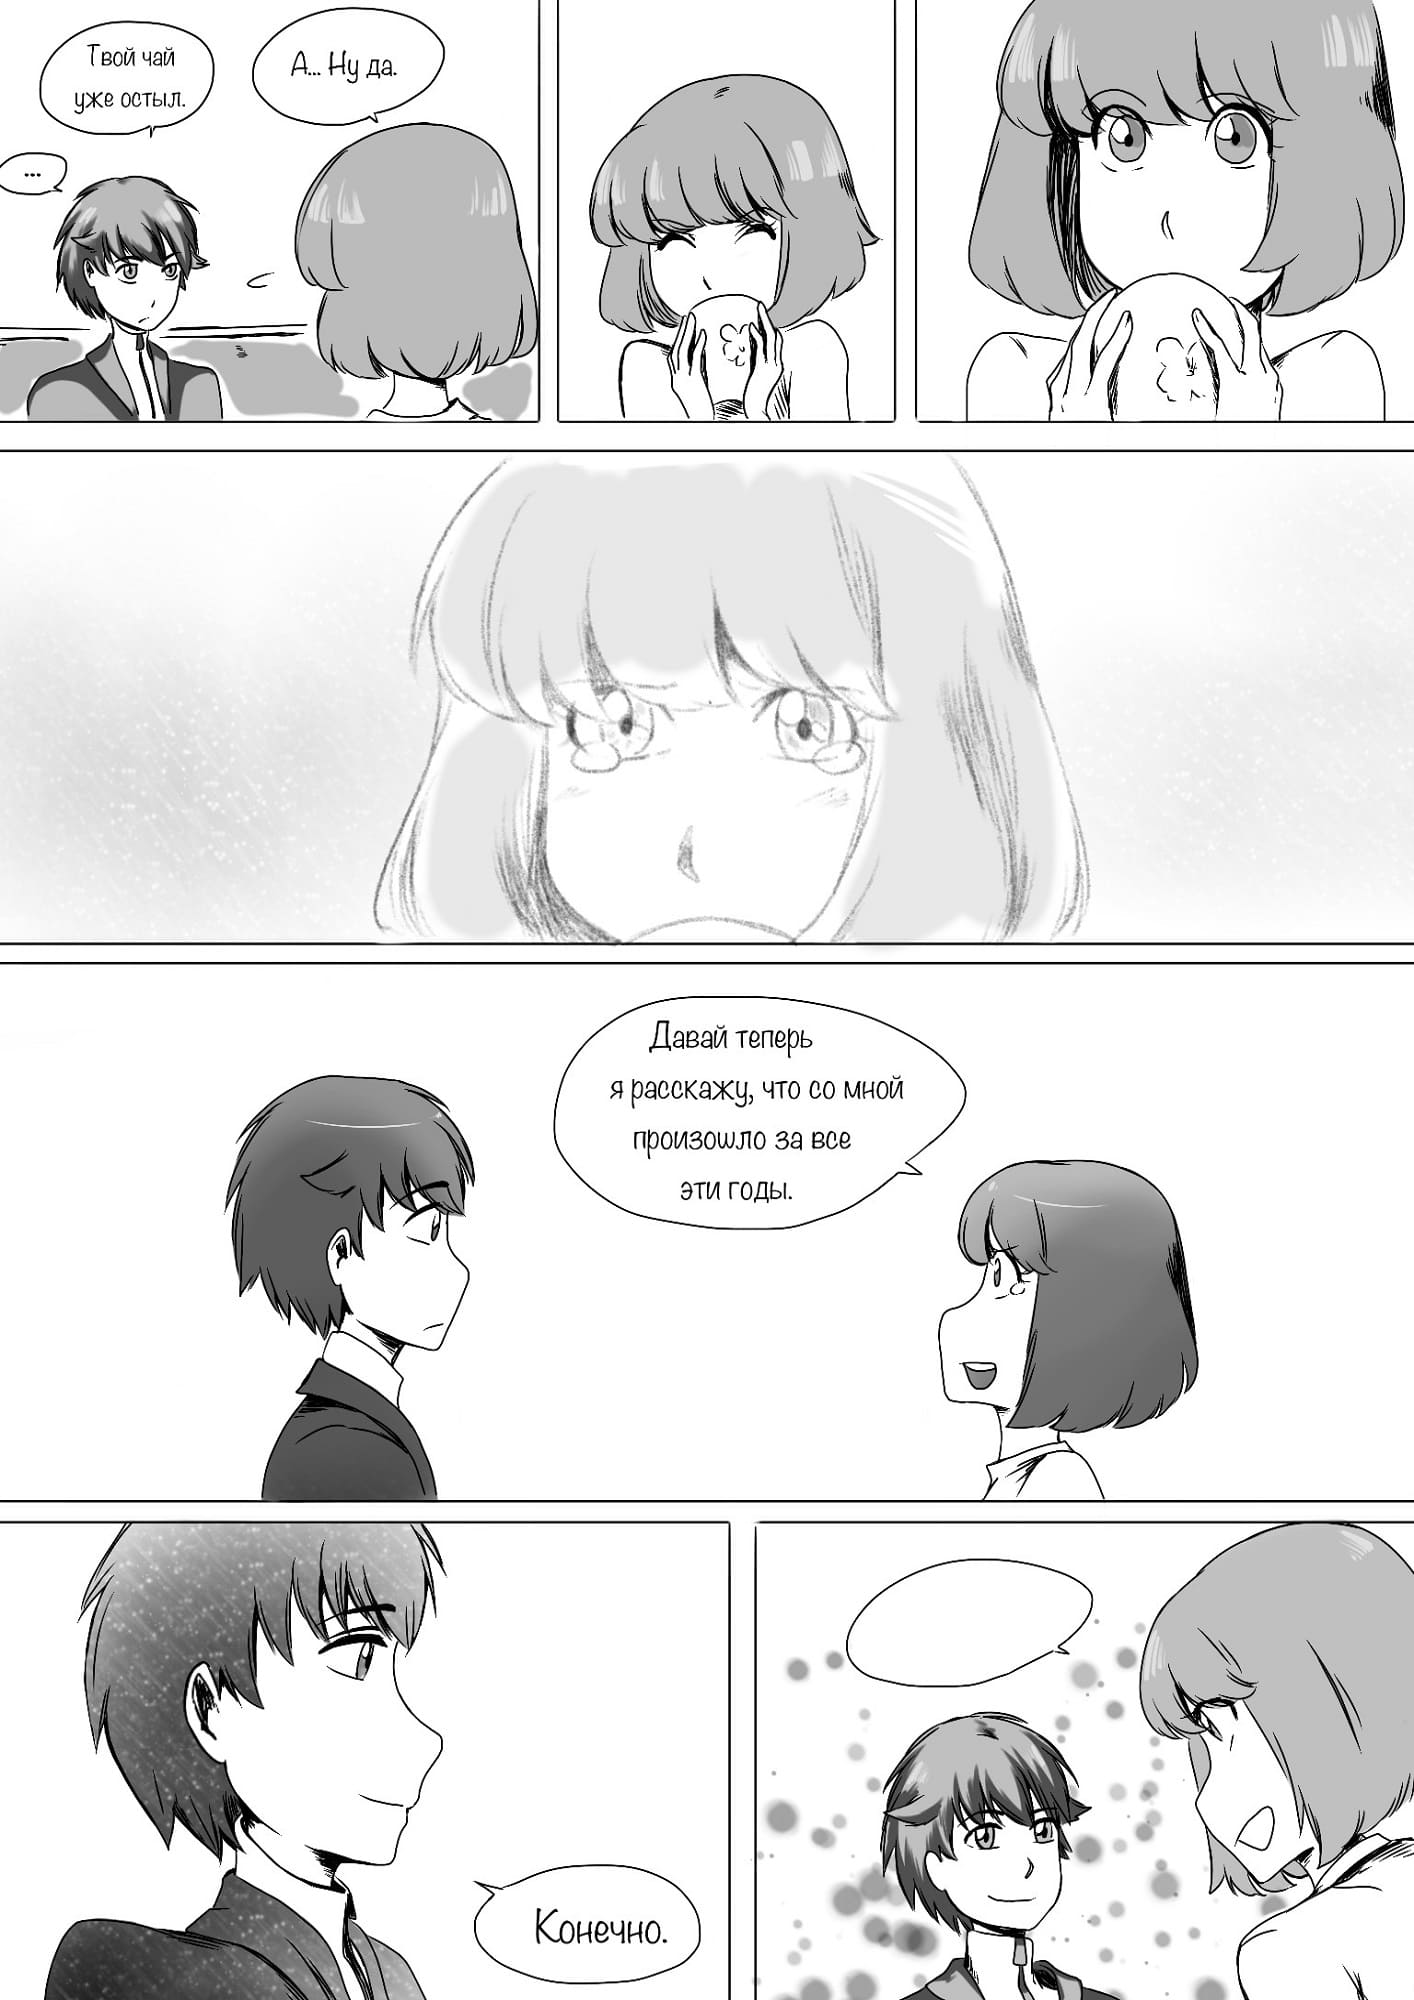 Твой чай
уже остыл.
...
А... Ну да.
Давай теперь
я расскажу, что со мной
произошло за все
эти годы.
Конечно.